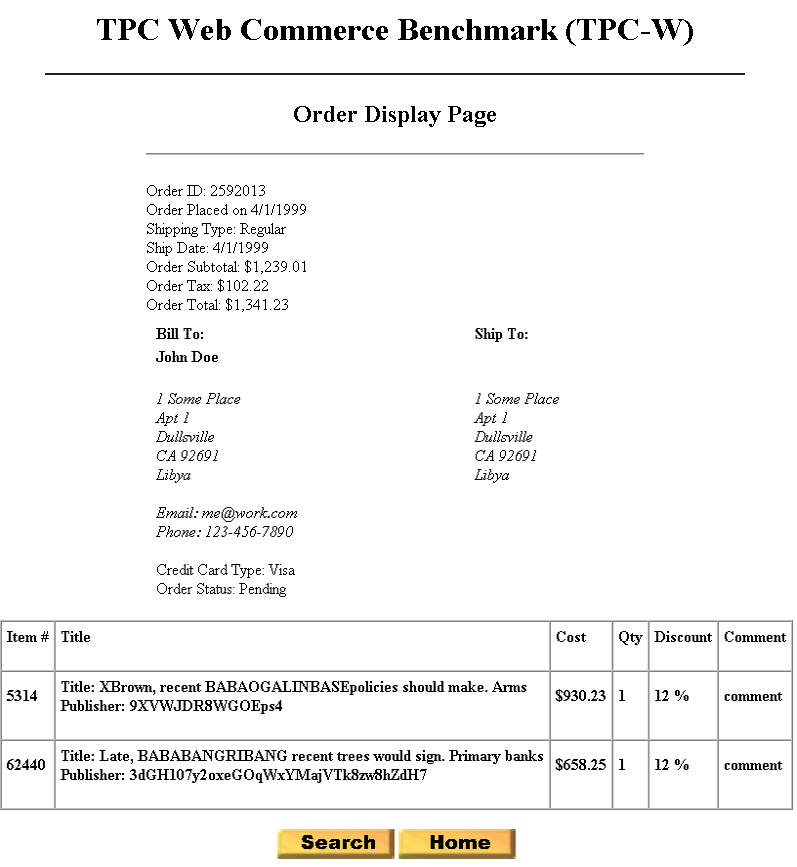 TPC Web Commerce Benchmark (TPC-W)
Order Display Page
Order ID: 2592013
Order Placed on 4/1/1999
Shipping Type: Regular
Ship Date: 4/1/1999
Order Subtotal: $1,239.01
Order Tax: $102.22
Order Total: $1,341.23
Bill To: Ship To:
John Doe
1 Some Place 1 Some Place
Apt 1 Apt 1
Dullsville Dullsville
CA 92691 CA 92691
Libya Libya
Email: me@work.com
Phone: 123-456-7890
Credit Card Type: Visa
Order Status: Pending
Item # Title Cost Qty Discount Comment
5314 Title: XBrown, recent BABAOGALINBASEpolicies should make. Arms $930.23 1 12 % comment
Publisher: 9XVWJDR8WGOEps4
62440 Title: Late, BABABANGRIBANG recent trees would sign. Primary banks $658.25 1 12 % comment
Publisher: 3dGH107y2oxeGOqWxYMajVTk8zw8hZdH7
Search Home